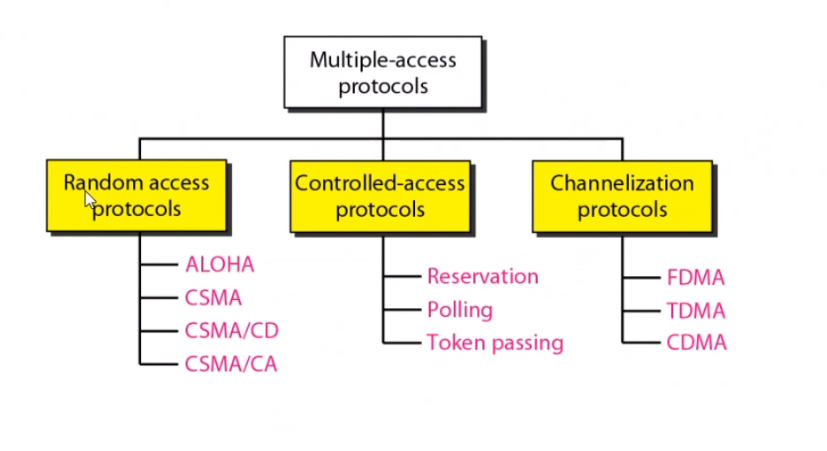 Multiple-access
protocols
Random access
protocols
Controlled-access
protocols
Channelization
protocols
ALOHA
CSMA
CSMA/CD
CSMA/CA
Reservation
Polling
Token passing
FDMA
TDMA
CDMA